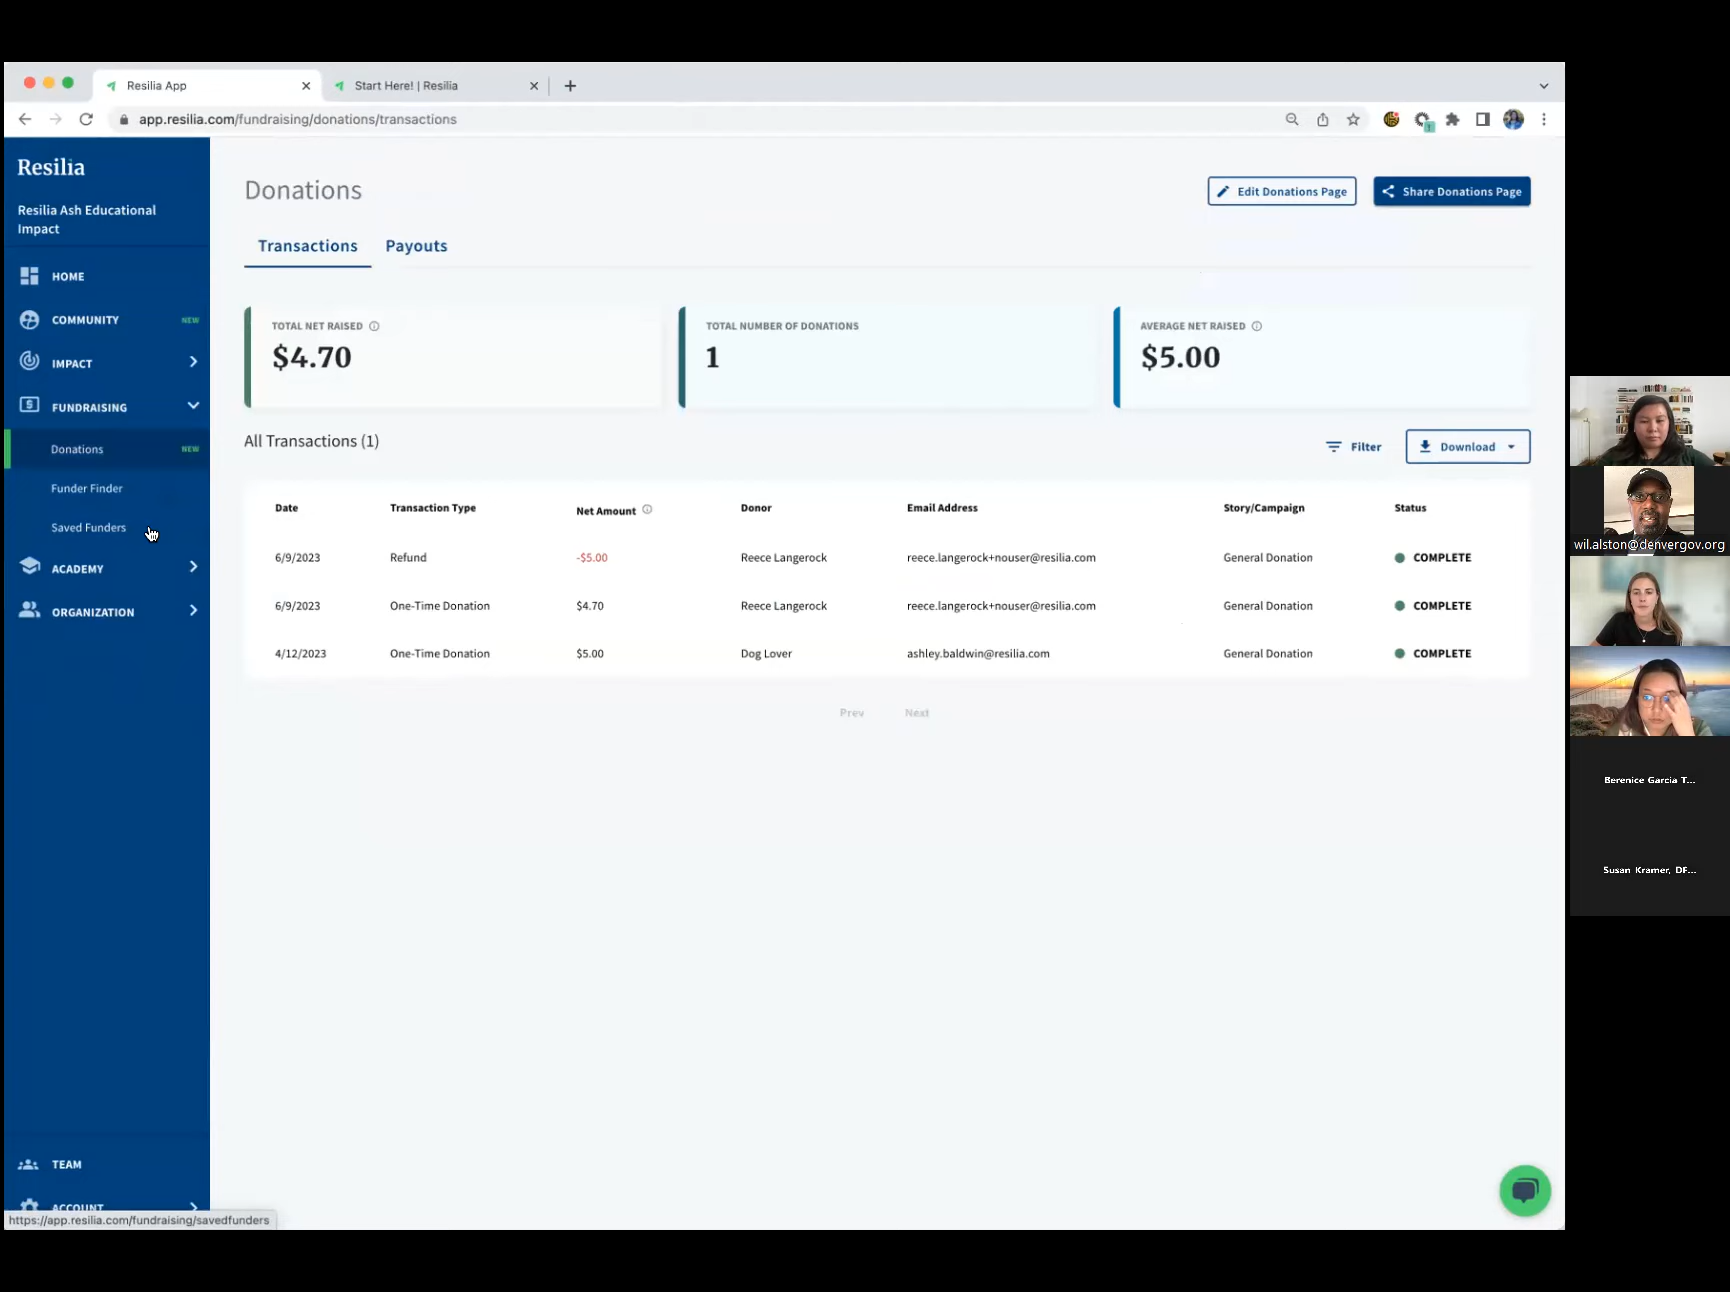 Resilia App
Start Here! | Resilia
app.resilia.com/fundraising/donations/transactions
Resilia
Resilia Ash Educational
Impact
HOME
COMMUNITY NEW
IMPACT
FUNDRAISING
Donations NEW
Funder Finder
Saved Funders
ACADEMY
ORGANIZATION
TEAM
ACCOUNT
https://app.resilia.com/fundraising/savedfunders
Donations
Edit Donations Page
Share Donations Page
Transactions Payouts
TOTAL NET RAISED
$4.70
TOTAL NUMBER OF DONATIONS
1
AVERAGE NET RAISED
$5.00
All Transactions (1)
Filter
Download
Date Transaction Type Net Amount Donor Email Address Story/Campaign Status
6/9/2023 Refund -$5.00 Reece Langerock reece.langerock+nouser@resilia.com General Donation COMPLETE
6/9/2023 One-Time Donation $4.70 Reece Langerock reece.langerock+nouser@resilia.com General Donation COMPLETE
4/12/2023 One-Time Donation $5.00 Dog Lover ashley.baldwin@resilia.com General Donation COMPLETE
Prev Next
wil.alston@denvergov.org
Berenice Garcia T...
Susan Kramer, DF...